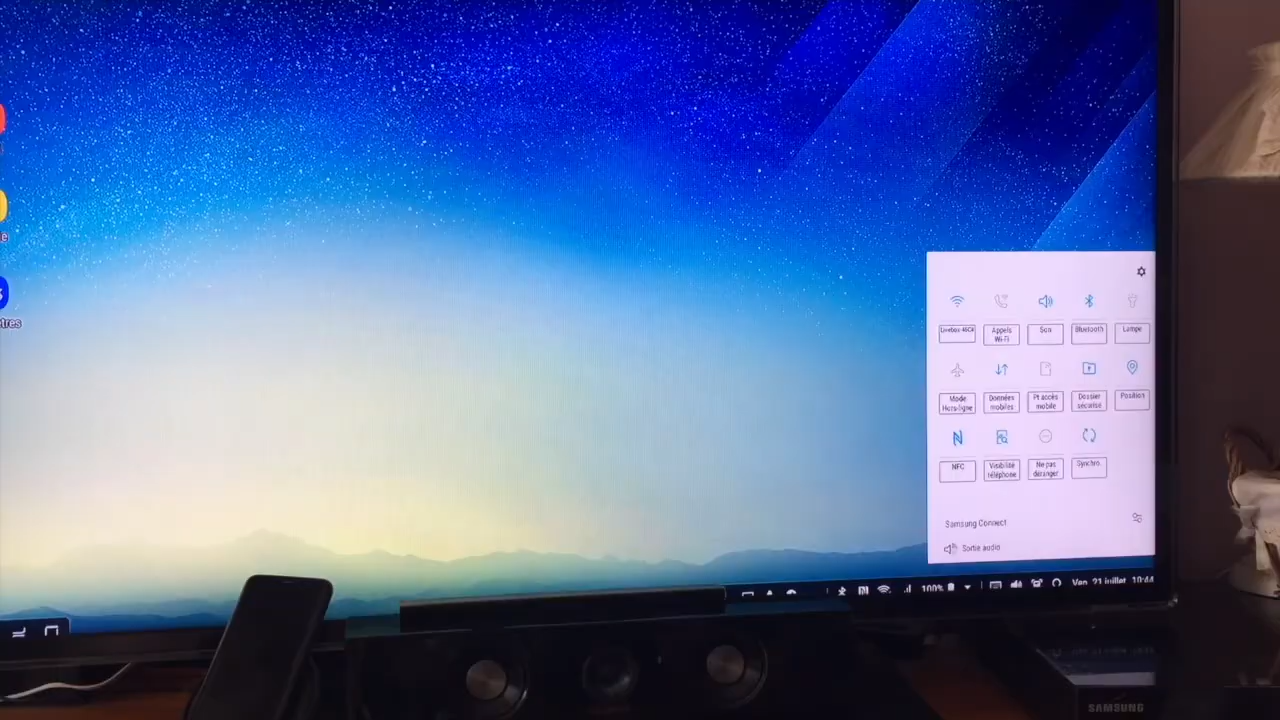 Livebox 46C4
Appels
Wi-Fi
Son
Bluetooth
Lampe
Mode
Hors-ligne
Données
mobiles
Pt accès
mobile
Dossier
sécurisé
Position
NFC
Visibilité
téléphone
Ne pas
déranger
Synchro.
Samsung Connect
Sortie audio
100%
Ven. 21 juillet 10:44
SAMSUNG